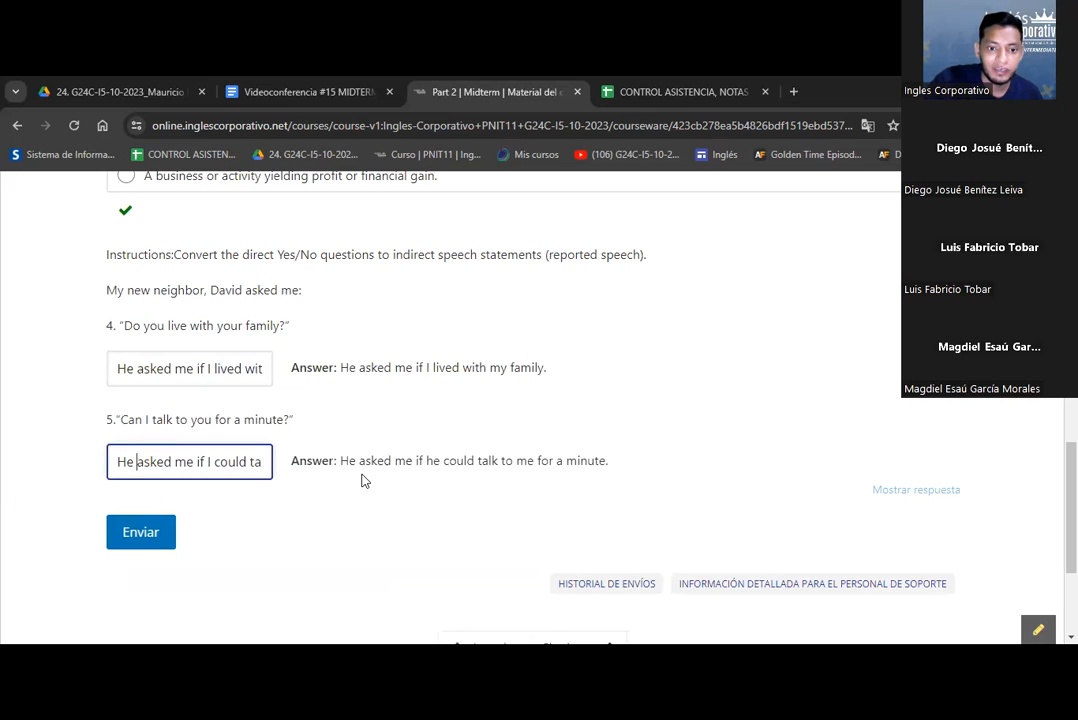 24. G24C-I5-10-2023_Mauricio
Videoconferencia #15 MIDTERM
Part 2 | Midterm | Material del c
CONTROL ASISTENCIA, NOTAS
online.inglescorporativo.net/courses/course-v1:Ingles-Corporativo+PNIT11+G24C-I5-10-2023/courseware/423cb278ea5b4826bdf1519ebd537...
Sistema de Informa...
CONTROL ASISTEN...
24. G24C-I5-10-202...
Curso | PNIT11 | Ing...
Mis cursos
(106) G24C-I5-10-2...
Inglés
Golden Time Episod...
A business or activity yielding profit or financial gain.
Instructions:Convert the direct Yes/No questions to indirect speech statements (reported speech).
My new neighbor, David asked me:
4. “Do you live with your family?”
He asked me if I lived wit
Answer: He asked me if I lived with my family.
5.“Can I talk to you for a minute?”
He asked me if I could ta
Answer: He asked me if he could talk to me for a minute.
Mostrar respuesta
Enviar
HISTORIAL DE ENVÍOS
INFORMACIÓN DETALLADA PARA EL PERSONAL DE SOPORTE
Ingles Corporativo
Diego Josué Benít...
Diego Josué Benítez Leiva
Luis Fabricio Tobar
Luis Fabricio Tobar
Magdiel Esaú Gar...
Magdiel Esaú García Morales